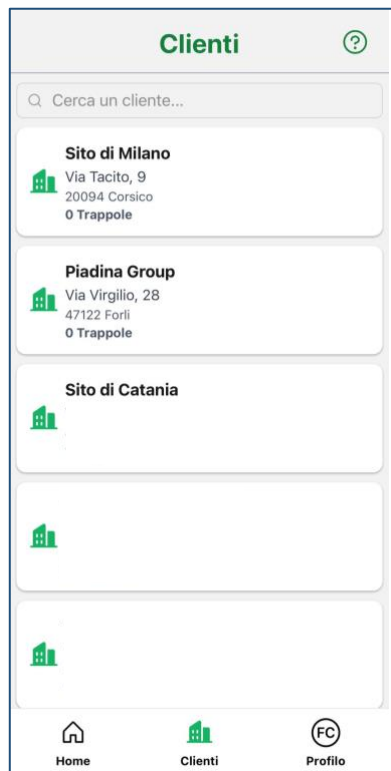 Clienti
?
Cerca un cliente...
Sito di Milano
Via Tacito, 9
20094 Corsico
0 Trappole
Piadina Group
Via Virgilio, 28
47122 Forli
0 Trappole
Sito di Catania
FC
Home
Clienti
Profilo